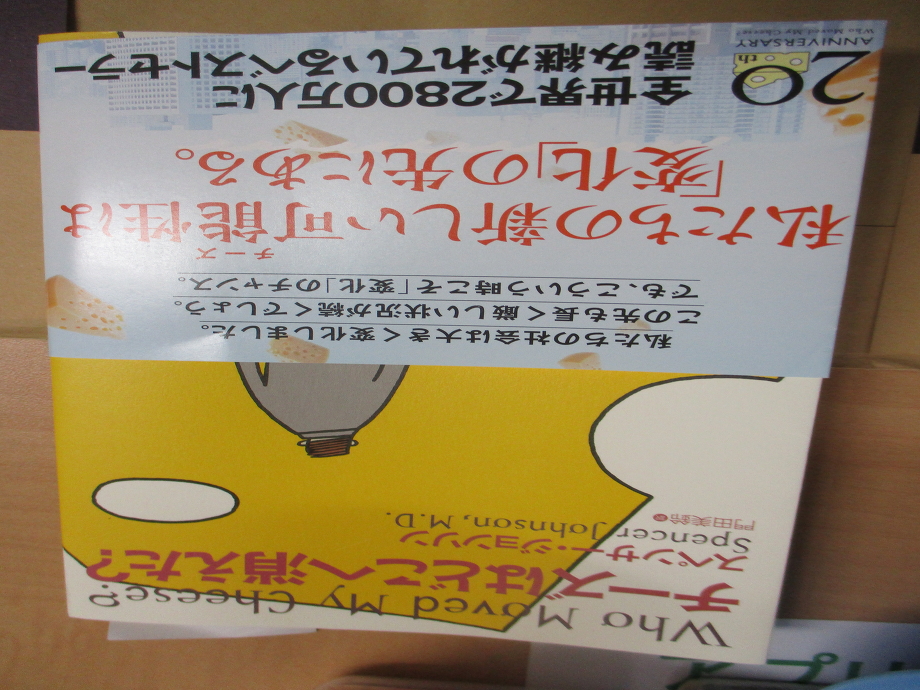 Who Moved My Cheese?
チーズはどこへ消えた?
スペンサー・ジョンソン
Spencer Johnson, M.D.
門田美鈴 訳
私たちの社会は大きく変化しました。
この先も長く厳しい状況が続くでしょう。
でも、こういう時こそ「変化」のチャンス。
チーズ
私たちの新しい可能性は
「変化」の先にある。
全世界で2800万人に
読み継がれているベストセラー
20th
ANNIVERSARY
Who Moved My Cheese?